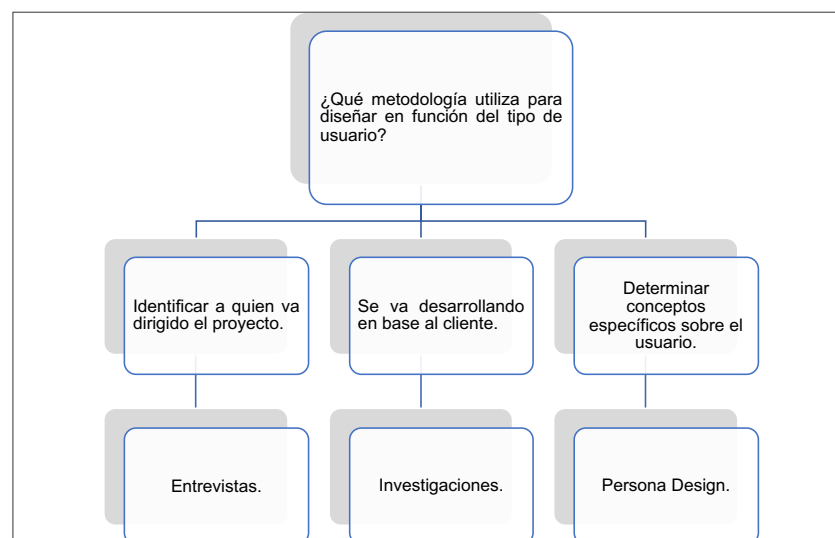 ¿Qué metodología utiliza para
diseñar en función del tipo de
usuario?
Identificar a quien va
dirigido el proyecto.
Se va desarrollando
en base al cliente.
Determinar
conceptos
específicos sobre el
usuario.
Entrevistas.
Investigaciones.
Persona Design.